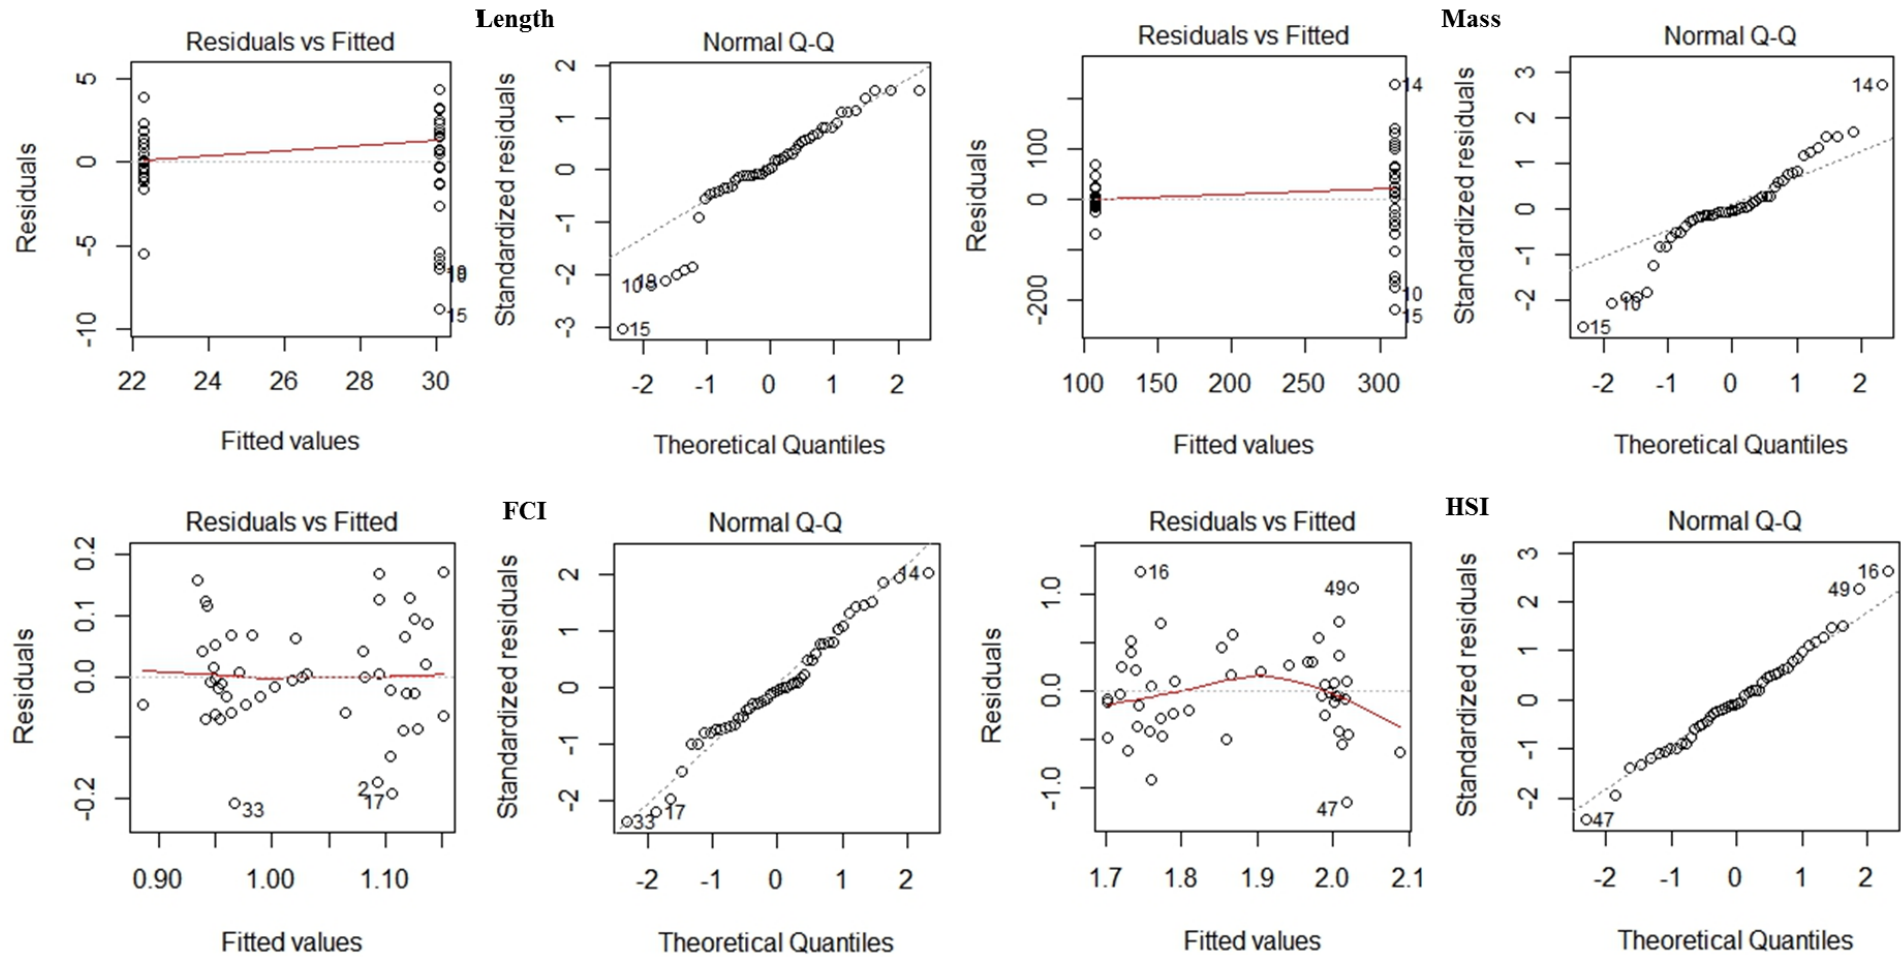 Length
Residuals vs Fitted
Residuals
5
0
-5
-10
19
10
15
22 24 26 28 30
Fitted values
Normal Q-Q
Standardized residuals
2
1
0
-1
-2
-3
10 19
15
-2 -1 0 1 2
Theoretical Quantiles
Mass
Residuals vs Fitted
Residuals
100
0
-200
14
10
15
100 150 200 250 300
Fitted values
Normal Q-Q
Standardized residuals
3
2
1
0
-1
-2
14
10
15
-2 -1 0 1 2
Theoretical Quantiles
FCI
Residuals vs Fitted
Residuals
0.2
0.1
0.0
-0.2
2
17
33
0.90 1.00 1.10
Fitted values
Normal Q-Q
Standardized residuals
2
1
0
-1
-2
14
33 17
-2 -1 0 1 2
Theoretical Quantiles
HSI
Residuals vs Fitted
Residuals
1.0
0.0
-1.0
16
49
47
1.7 1.8 1.9 2.0 2.1
Fitted values
Normal Q-Q
Standardized residuals
3
2
1
0
-1
-2
16
49
47
-2 -1 0 1 2
Theoretical Quantiles